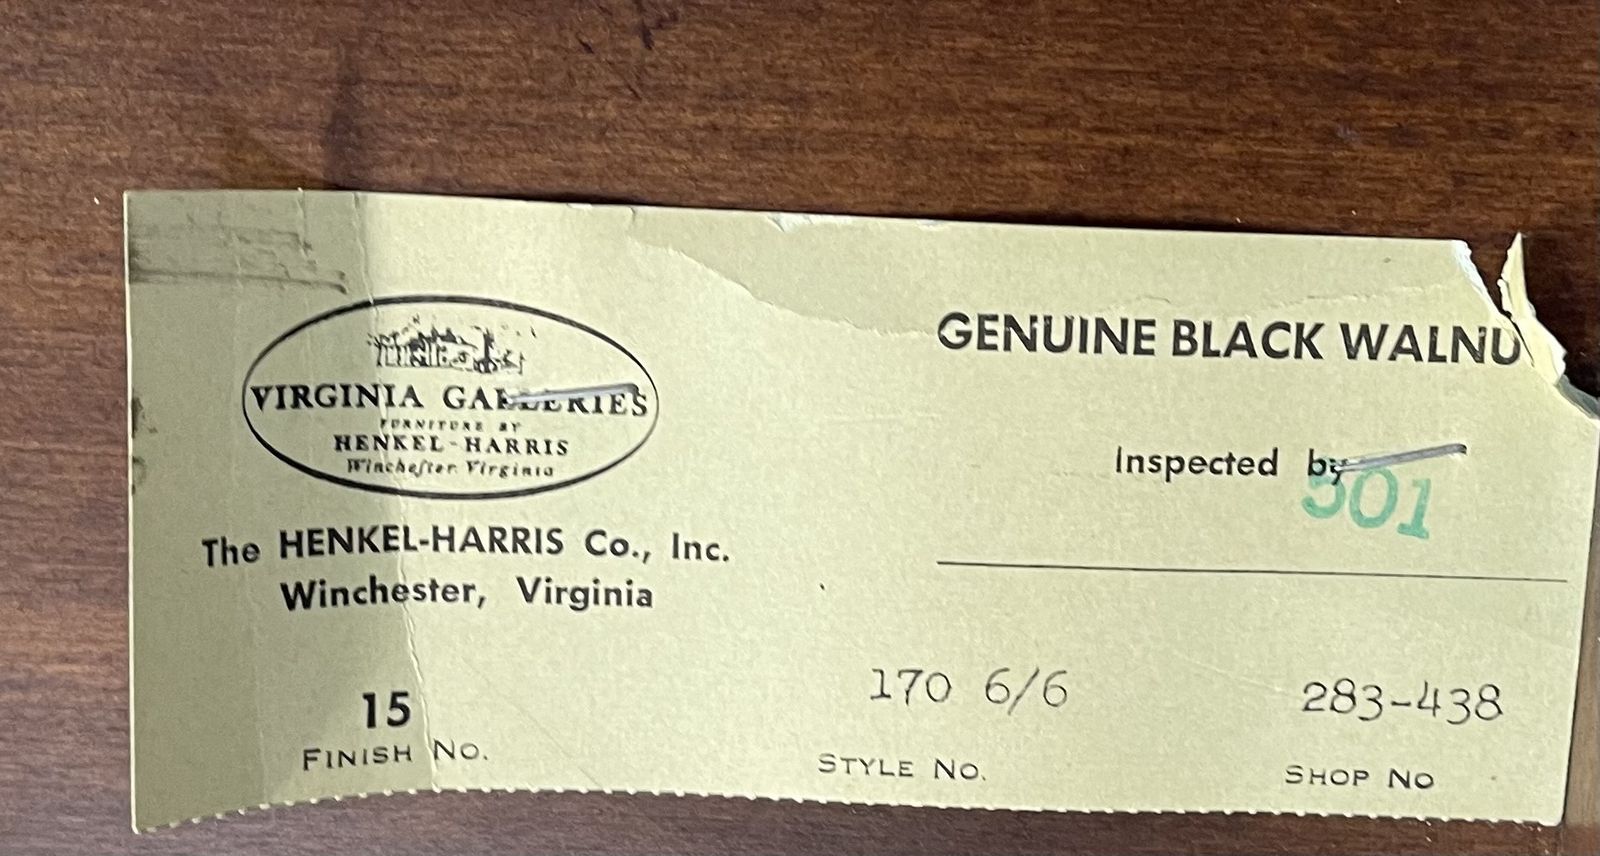 VIRGINIA GALLERIES
FURNITURE BY
HENKEL-HARRIS
Winchester Virginia
The HENKEL-HARRIS Co., Inc.
Winchester, Virginia
GENUINE BLACK WALNU
Inspected by
501
15
FINISH NO.
170 6/6
STYLE NO.
283-438
SHOP NO